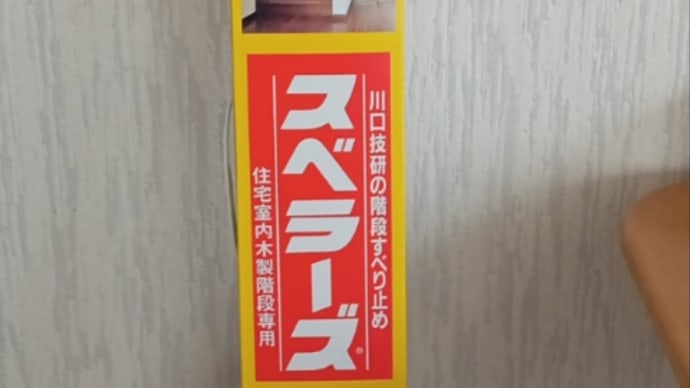 川口技研の階段すべり止め
スベラーズ®
住宅室内木製階段専用